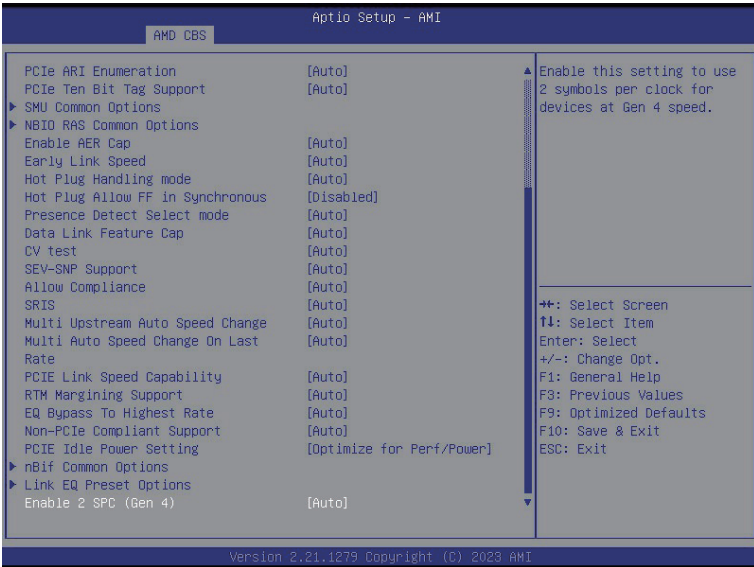 Aptio Setup - AMI
AMD CBS
PCIe ARI Enumeration [Auto]
PCIe Ten Bit Tag Support [Auto]
SMU Common Options
NBIO RAS Common Options
Enable AER Cap [Auto]
Early Link Speed [Auto]
Hot Plug Handling mode [Auto]
Hot Plug Allow FF in Synchronous [Disabled]
Presence Detect Select mode [Auto]
Data Link Feature Cap [Auto]
CV test [Auto]
SEV-SNP Support [Auto]
Allow Compliance [Auto]
SRIS [Auto]
Multi Upstream Auto Speed Change [Auto]
Multi Auto Speed Change On Last [Auto]
Rate
PCIE Link Speed Capability [Auto]
RTM Margining Support [Auto]
EQ Bypass To Highest Rate [Auto]
Non-PCIe Compliant Support [Auto]
PCIE Idle Power Setting [Optimize for Perf/Power]
nBif Common Options
Link EQ Preset Options
Enable 2 SPC (Gen 4) [Auto]
Enable this setting to use
2 symbols per clock for
devices at Gen 4 speed.
→←: Select Screen
↑↓: Select Item
Enter: Select
+/-: Change Opt.
F1: General Help
F3: Previous Values
F9: Optimized Defaults
F10: Save & Exit
ESC: Exit
Version 2.21.1279 Copyright (C) 2023 AMI